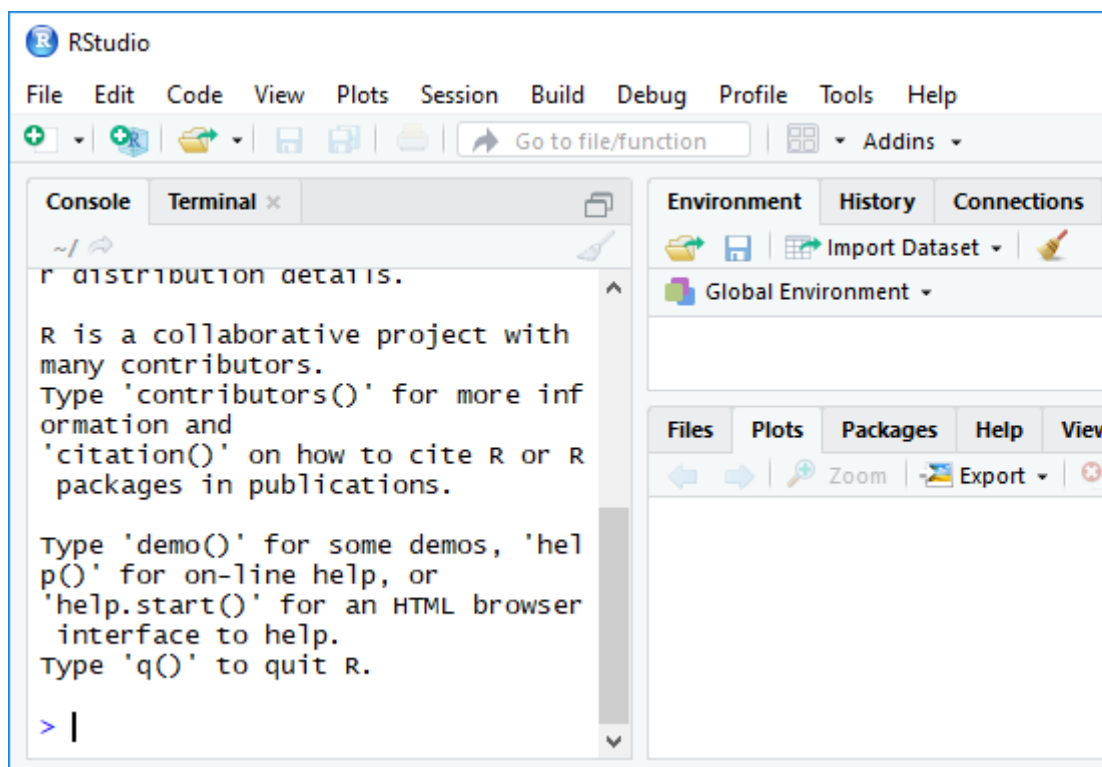 RStudio
File Edit Code View Plots Session Build Debug Profile Tools Help
Go to file/function Addins
Console Terminal
~/
r distribution details.
R is a collaborative project with
many contributors.
Type 'contributors()' for more inf
ormation and
'citation()' on how to cite R or R
packages in publications.
Type 'demo()' for some demos, 'hel
p()' for on-line help, or
'help.start()' for an HTML browser
interface to help.
Type 'q()' to quit R.
>
Environment History Connections
Import Dataset
Global Environment
Files Plots Packages Help View
Zoom Export